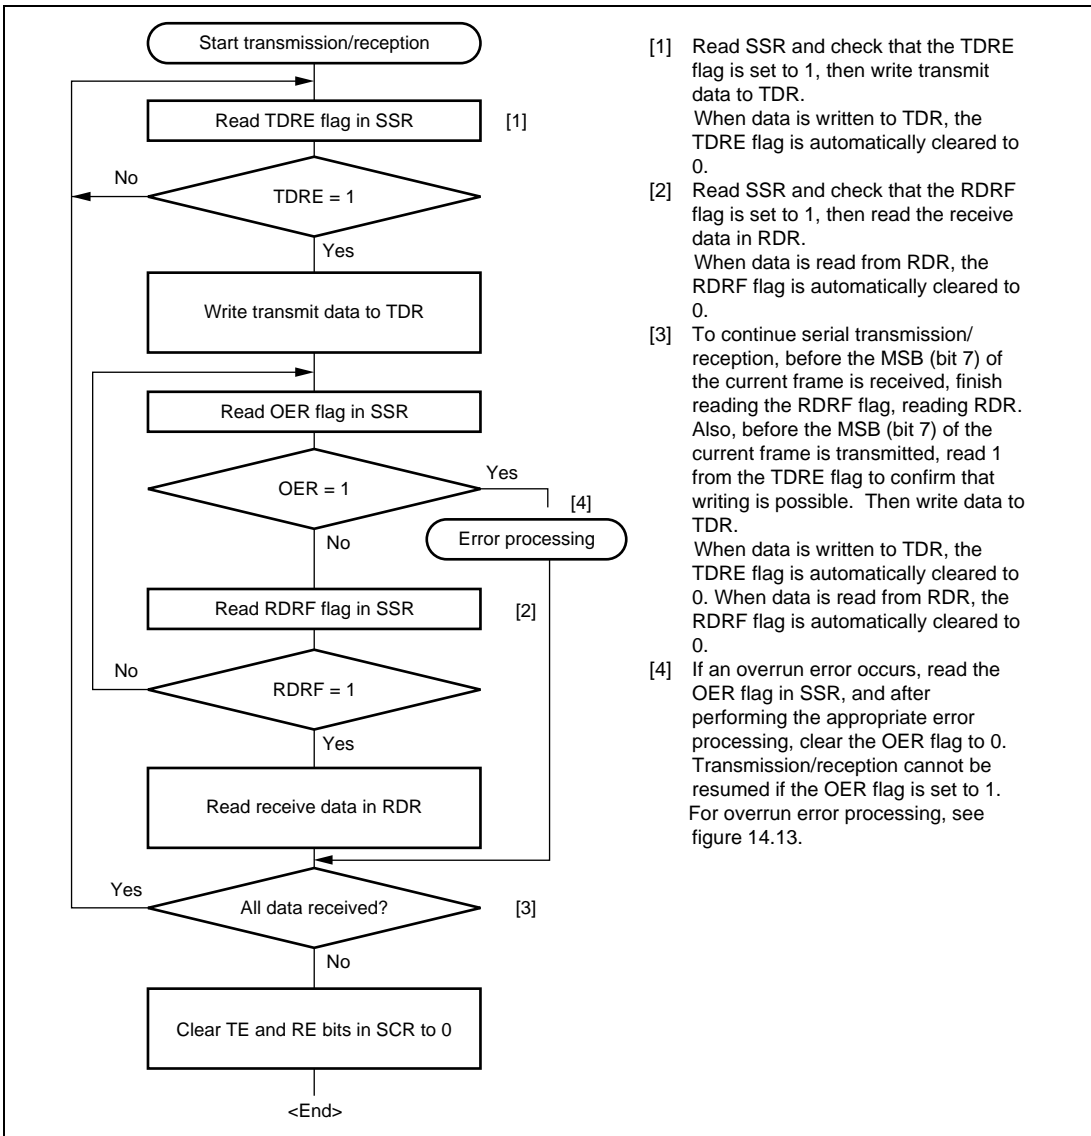 Start transmission/reception
Read TDRE flag in SSR
[1]
No
TDRE = 1
Yes
Write transmit data to TDR
Read OER flag in SSR
OER = 1
Yes
[4]
Error processing
No
Read RDRF flag in SSR
[2]
No
RDRF = 1
Yes
Read receive data in RDR
Yes
All data received?
[3]
No
Clear TE and RE bits in SCR to 0
<End>
[1] Read SSR and check that the TDRE
flag is set to 1, then write transmit
data to TDR.
When data is written to TDR, the
TDRE flag is automatically cleared to
0.
[2] Read SSR and check that the RDRF
flag is set to 1, then read the receive
data in RDR.
When data is read from RDR, the
RDRF flag is automatically cleared to
0.
[3] To continue serial transmission/
reception, before the MSB (bit 7) of
the current frame is received, finish
reading the RDRF flag, reading RDR.
Also, before the MSB (bit 7) of the
current frame is transmitted, read 1
from the TDRE flag to confirm that
writing is possible. Then write data to
TDR.
When data is written to TDR, the
TDRE flag is automatically cleared to
0. When data is read from RDR, the
RDRF flag is automatically cleared to
0.
[4] If an overrun error occurs, read the
OER flag in SSR, and after
performing the appropriate error
processing, clear the OER flag to 0.
Transmission/reception cannot be
resumed if the OER flag is set to 1.
For overrun error processing, see
figure 14.13.